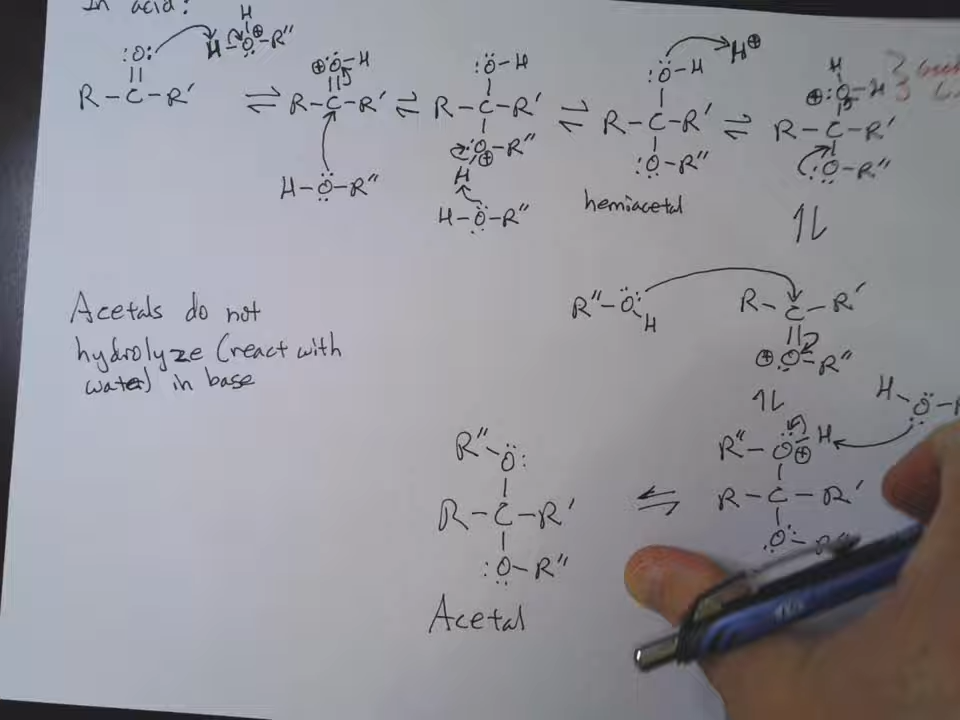 In acid:
H
:O: H-O⊕-R″
R-C-R′ ⇌
⊕:O-H
R-C-R′ ⇌
H-O-R″
:O-H
R-C-R′ ⇌
:O⊕-R″
H
H-O-R″
:O-H H⊕
R-C-R′ ⇌
:O-R″
hemiacetal
H
⊕:O-H
R-C-R′
:O-R″
⇌
R″-O: R-C-R′
H
⊕:O-R″
⇌
Acetals do not
hydrolyze (react with
water) in base
H-O-
R″-O⊕-H
R-C-R′
:O-R″
⇌
R″-O:
R-C-R′
:O-R″
Acetal